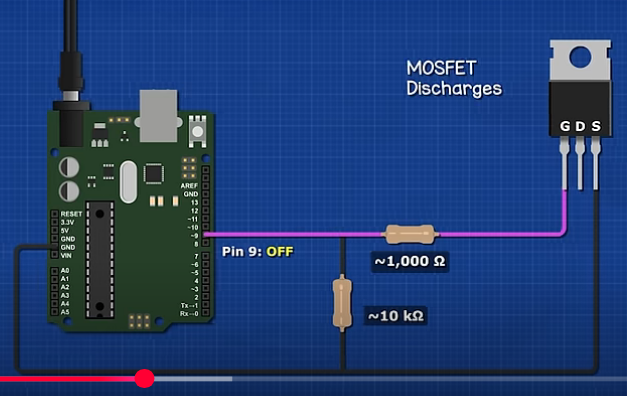 MOSFET
Discharges
G D S
AREF
GND
13
12
~11
~10
~9
8
7
~6
~5
4
~3
2
Tx→1
Rx→0
RESET
3.3V
5V
GND
GND
VIN
A0
A1
A2
A3
A4
A5
Pin 9: OFF
~1,000 Ω
~10 kΩ